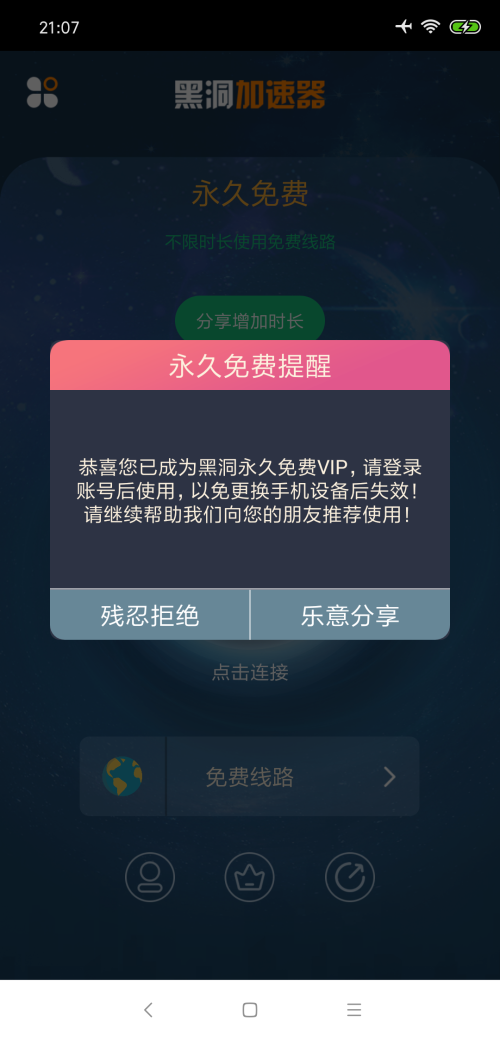 21:07
黑洞加速器
永久免费
不限时长使用免费线路
分享增加时长
永久免费提醒
恭喜您已成为黑洞永久免费VIP，请登录
账号后使用，以免更换手机设备后失效！
请继续帮助我们向您的朋友推荐使用！
残忍拒绝
乐意分享
点击连接
免费线路